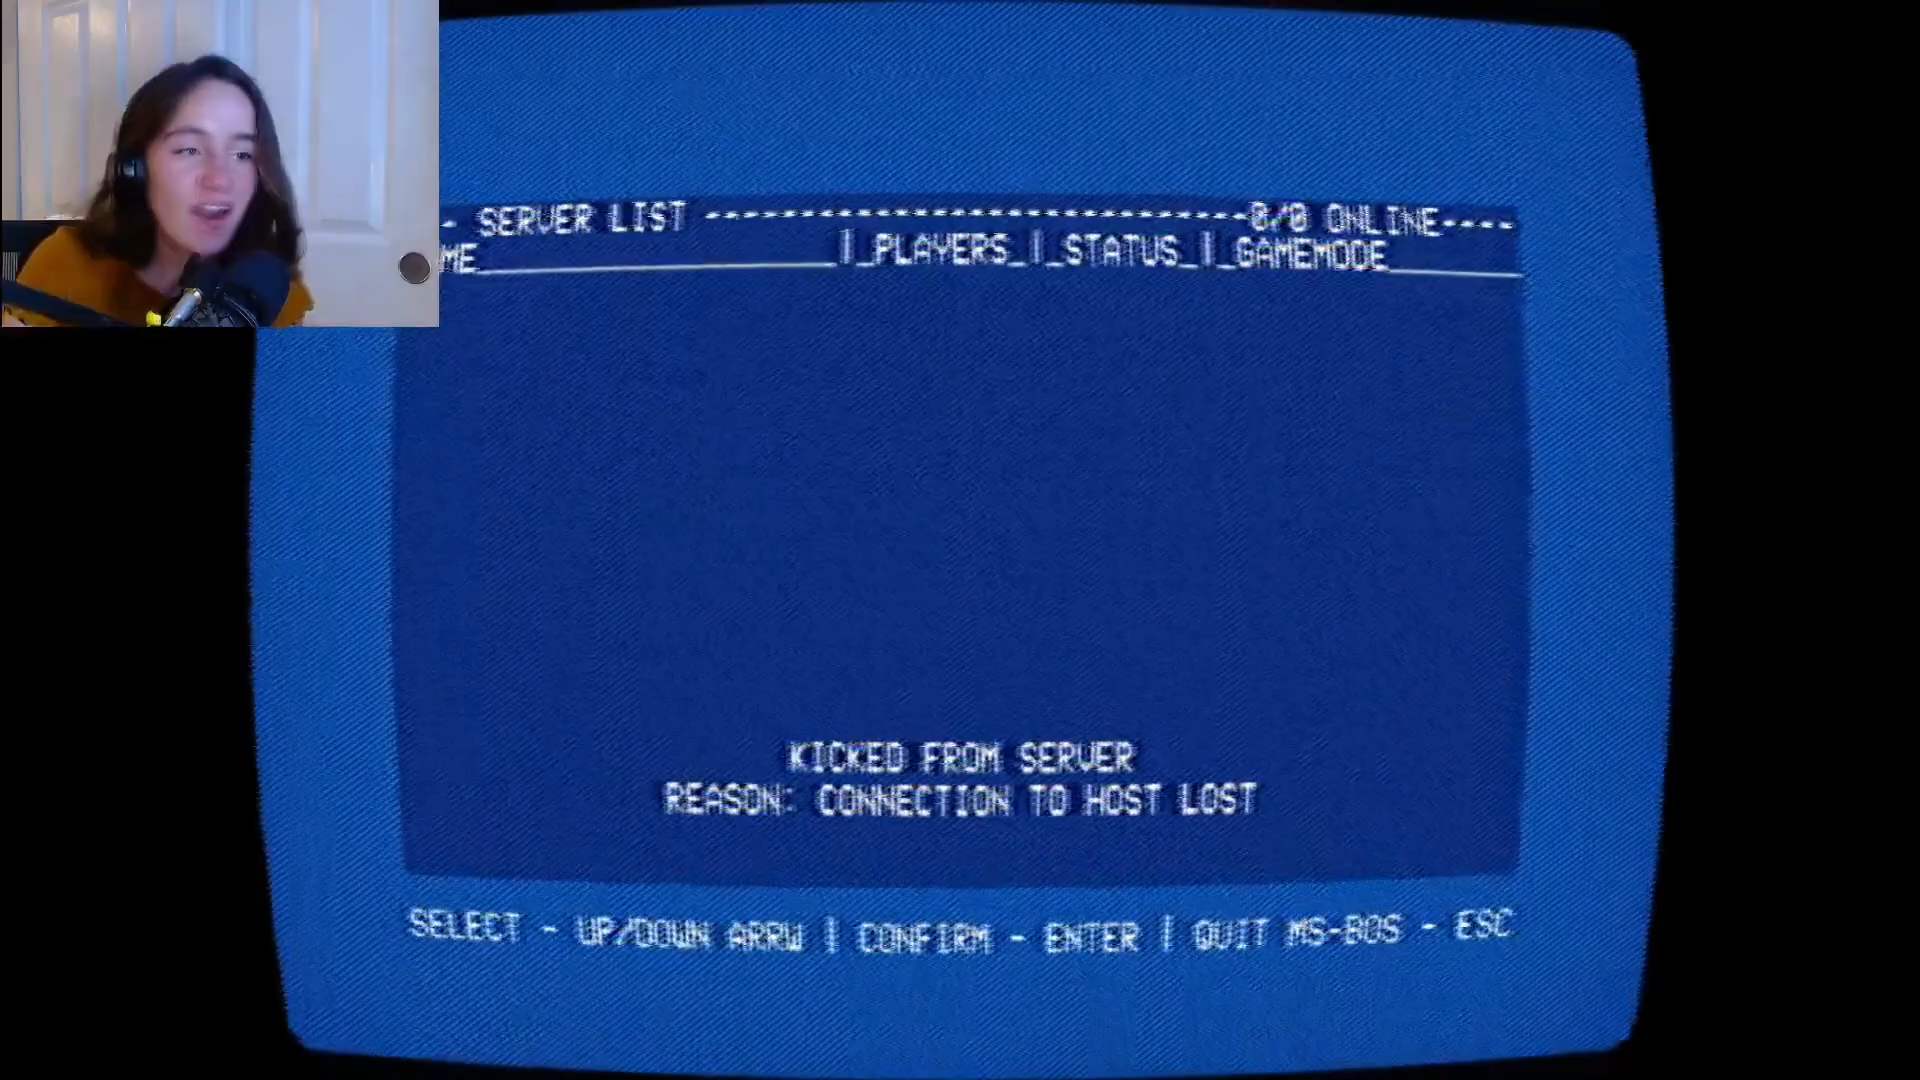 - SERVER LIST -----------------------------------0/0 ONLINE----
ME |_PLAYERS_|_STATUS_|_GAMEMODE
KICKED FROM SERVER
REASON: CONNECTION TO HOST LOST
SELECT - UP/DOWN ARRW | CONFIRM - ENTER | QUIT MS-BOS - ESC